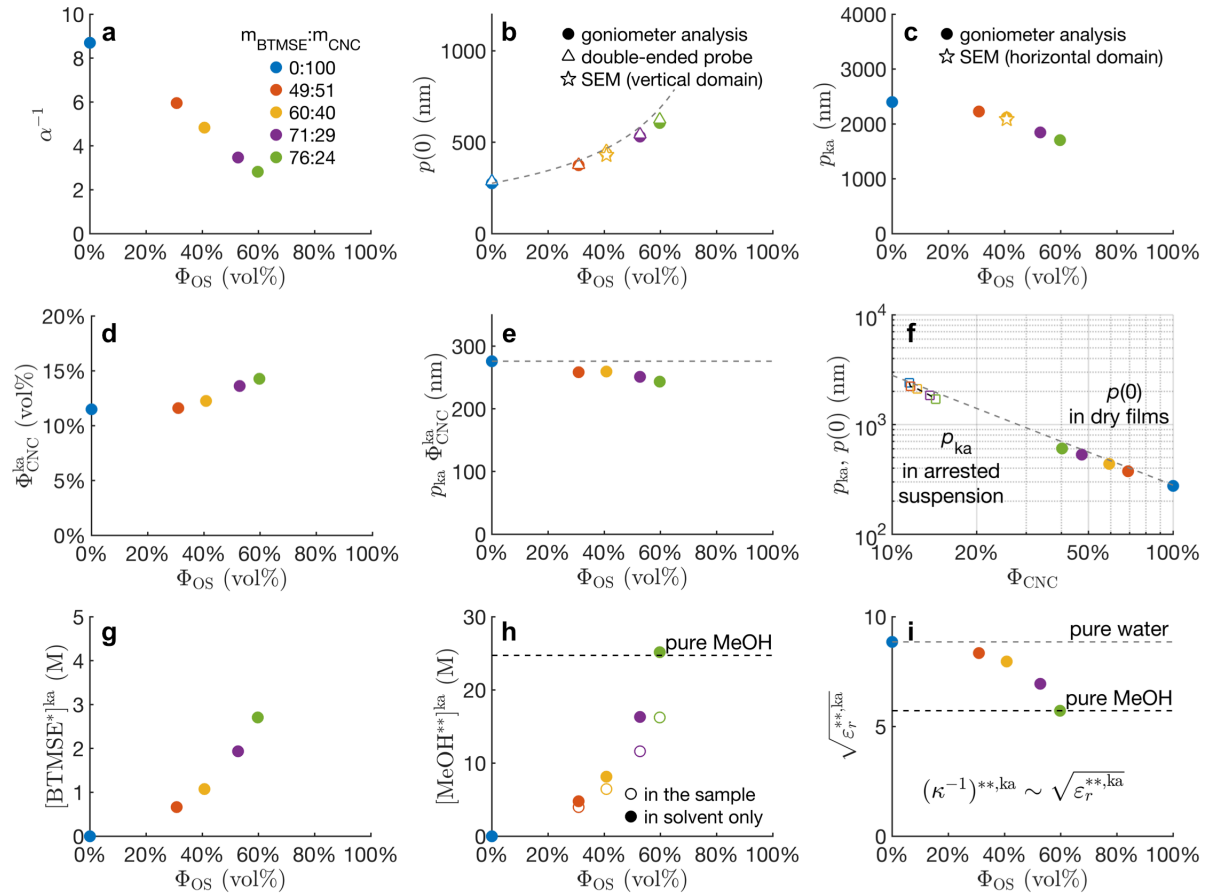 a
10
8
6
4
2
0
α⁻¹
m_BTMSE:m_CNC
0:100
49:51
60:40
71:29
76:24
0% 20% 40% 60% 80% 100%
Φ_OS (vol%)
b
1000
500
0
p(0) (nm)
goniometer analysis
double-ended probe
SEM (vertical domain)
0% 20% 40% 60% 80% 100%
Φ_OS (vol%)
c
4000
3000
2000
1000
0
p_ka (nm)
goniometer analysis
SEM (horizontal domain)
0% 20% 40% 60% 80% 100%
Φ_OS (vol%)
d
20%
15%
10%
5%
0%
Φ_CNC^ka (vol%)
0% 20% 40% 60% 80% 100%
Φ_OS (vol%)
e
300
200
100
0
p_ka Φ_CNC^ka (nm)
0% 20% 40% 60% 80% 100%
Φ_OS (vol%)
f
10⁴
10³
10²
p_ka, p(0) (nm)
p(0)
in dry films
p_ka
in arrested
suspension
10% 20% 50% 100%
Φ_CNC
g
5
4
3
2
1
0
[BTMSE*]^ka (M)
0% 20% 40% 60% 80% 100%
Φ_OS (vol%)
h
30
20
10
0
[MeOH**]^ka (M)
pure MeOH
in the sample
in solvent only
0% 20% 40% 60% 80% 100%
Φ_OS (vol%)
i
10
5
0
√ε_r^**,ka
pure water
pure MeOH
(κ⁻¹)^**,ka ∼ √ε_r^**,ka
0% 20% 40% 60% 80% 100%
Φ_OS (vol%)